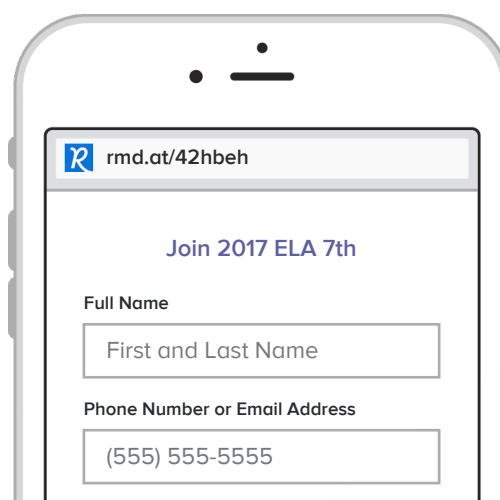 rmd.at/42hbeh
Join 2017 ELA 7th
Full Name
First and Last Name
Phone Number or Email Address
(555) 555-5555